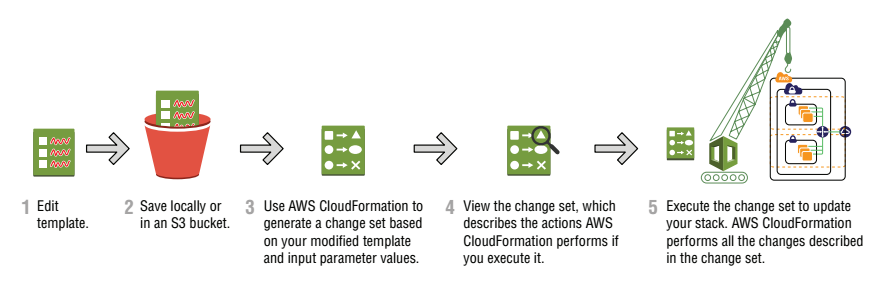 1 Edit
template.
2 Save locally or
in an S3 bucket.
3 Use AWS CloudFormation to
generate a change set based
on your modified template
and input parameter values.
4 View the change set, which
describes the actions AWS
CloudFormation performs if
you execute it.
5 Execute the change set to update
your stack. AWS CloudFormation
performs all the changes described
in the change set.